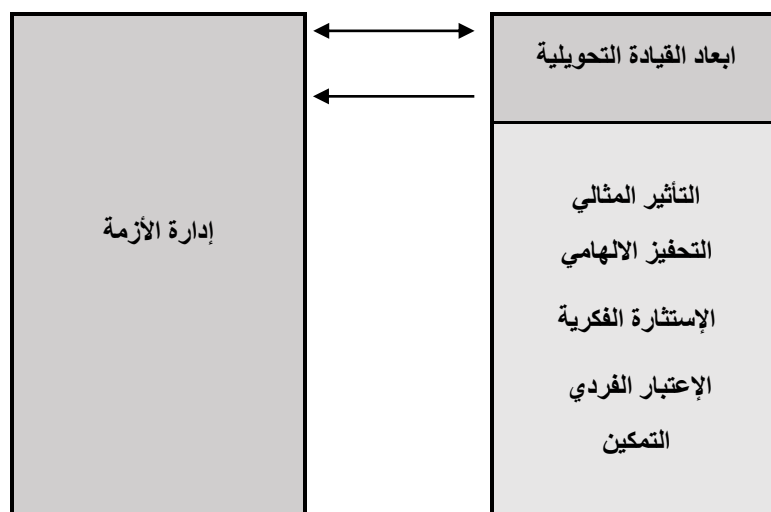 ابعاد القيادة التحويلية
التأثير المثالي
التحفيز الالهامي
الإستثارة الفكرية
الإعتبار الفردي
التمكين
إدارة الأزمة